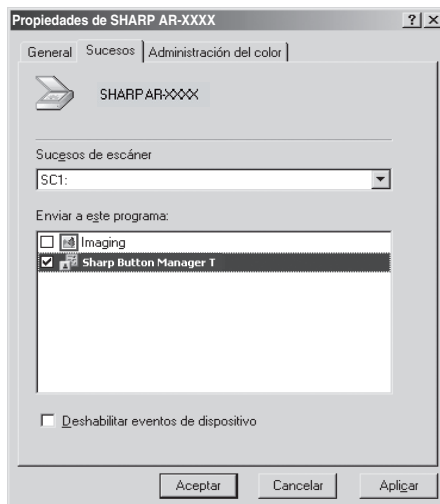 Propiedades de SHARP AR-XXXX
General Sucesos Administración del color
SHARP AR-XXXX
Sucesos de escáner
SC1:
Enviar a este programa:
Imaging
Sharp Button Manager T
Deshabilitar eventos de dispositivo
Aceptar Cancelar Aplicar